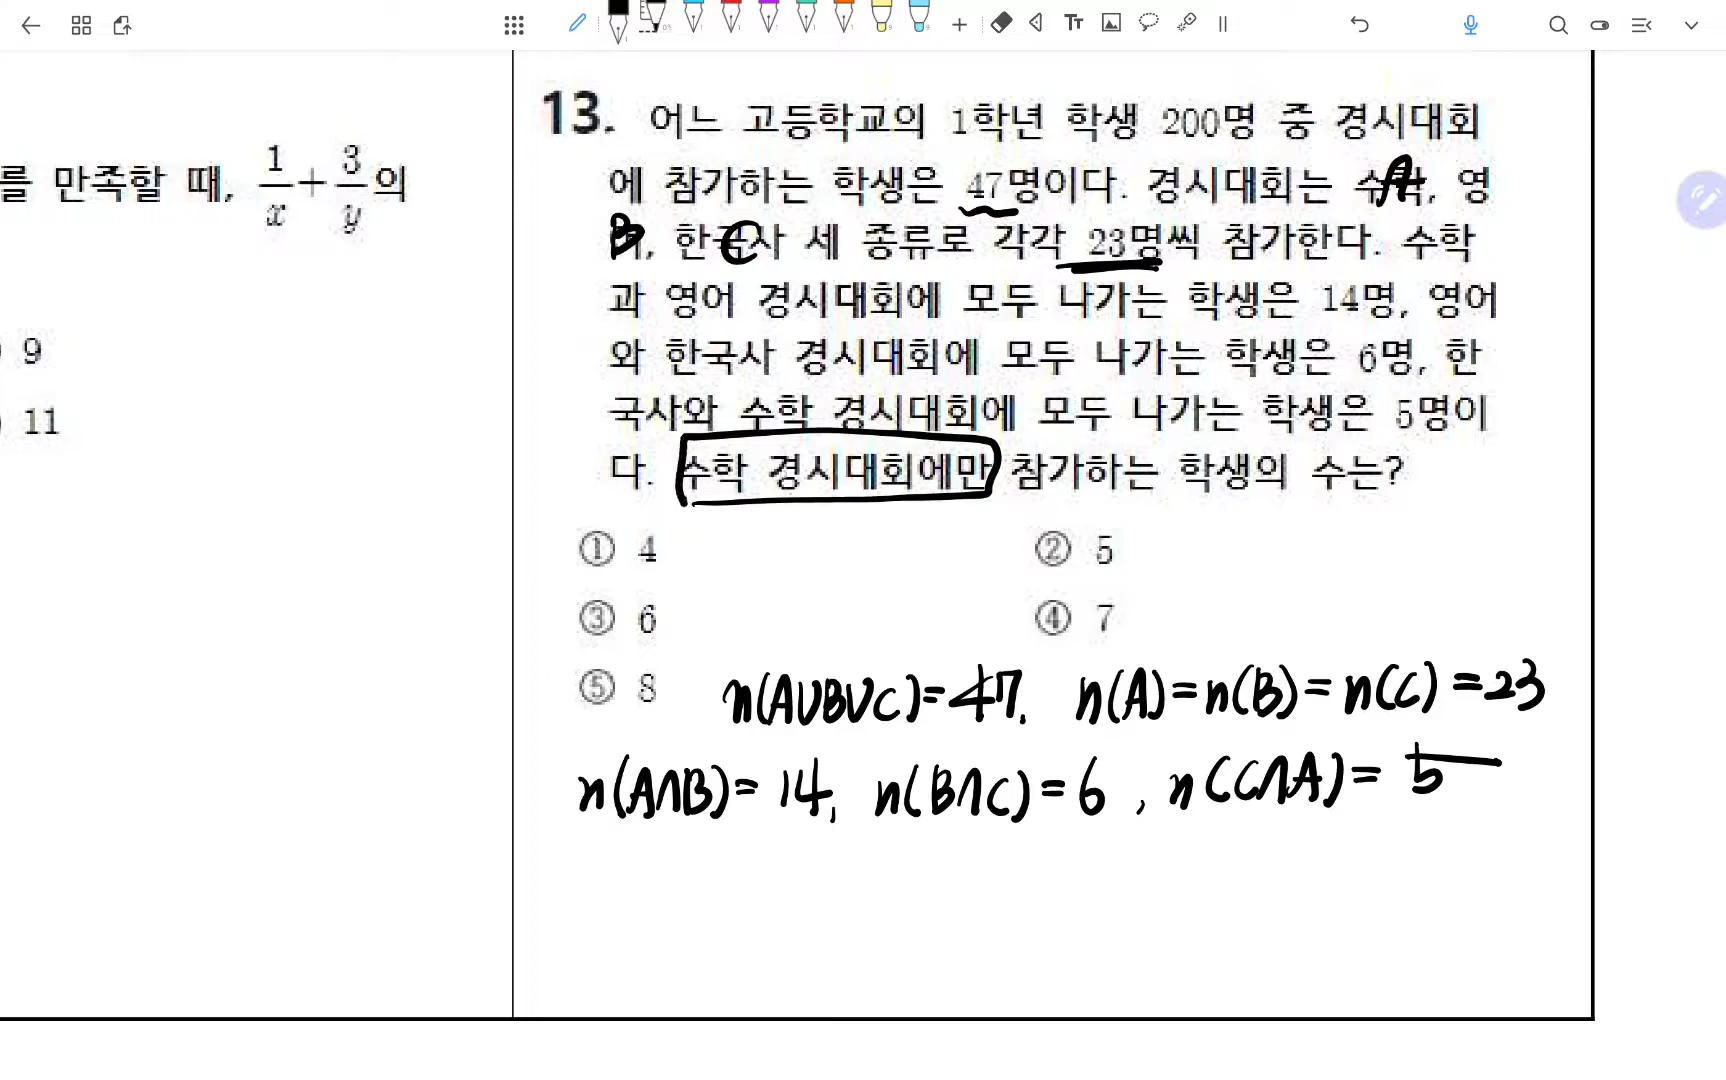 를 만족할 때, 1/x + 3/y 의
9
11
13. 어느 고등학교의 1학년 학생 200명 중 경시대회
에 참가하는 학생은 47명이다. 경시대회는 수A, 영
B, 한C사 세 종류로 각각 23명씩 참가한다. 수학
과 영어 경시대회에 모두 나가는 학생은 14명, 영어
와 한국사 경시대회에 모두 나가는 학생은 6명, 한
국사와 수학 경시대회에 모두 나가는 학생은 5명이
다. 수학 경시대회에만 참가하는 학생의 수는?
① 4 ② 5
③ 6 ④ 7
⑤ 8
n(A∪B∪C)=47. n(A)=n(B)=n(C)=23
n(A∩B)=14, n(B∩C)=6, n(C∩A)=5